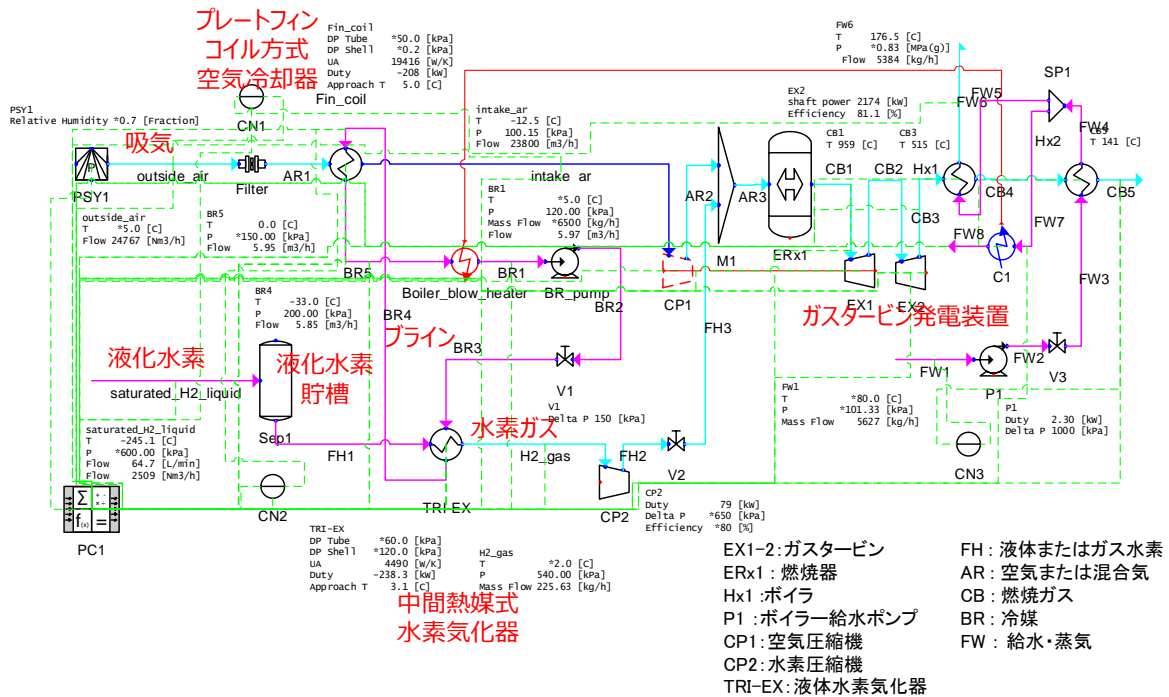 プレートフィン
コイル方式
空気冷却器
Fin_coil
DP Tube *50.0 [kPa]
DP Shell *0.2 [kPa]
UA 19416 [W/K]
Duty -208 [kW]
Approach T 5.0 [C]
Fin_coil
FW6
T 176.5 [C]
P *0.83 [MPa(g)]
Flow 5384 [kg/h]
PSY1
Relative Humidity *0.7 [Fraction]
CN1
intake_ar
T -12.5 [C]
P 100.15 [kPa]
Flow 23800 [m3/h]
EX2
shaft power 2174 [kW]
Efficiency 81.1 [%]
CB1
T 959 [C]
CB3
T 515 [C]
FW6
FW5
SP1
FW4
Hx2
T 141 [C]
吸気
PSY1
outside_air
Filter
AR1
intake_ar
AR2
AR3
CB1
CB2
Hx1
CB3
CB4
CB5
outside_air
T *5.0 [C]
Flow 24767 [Nm3/h]
BR5
T 0.0 [C]
P *150.00 [kPa]
Flow 5.95 [m3/h]
BR1
T *5.0 [C]
P 120.00 [kPa]
Mass Flow *6500 [kg/h]
Flow 5.97 [m3/h]
M1
ERx1
FW8
FW7
C1
FW3
BR5
Boiler_blow_heater
BR1
BR_pump
BR2
CP1
EX1
EX2
BR4
T -33.0 [C]
P 200.00 [kPa]
Flow 5.85 [m3/h]
BR4
ブライン
FH3
ガスタービン発電装置
液化水素
saturated_H2_liquid
液化水素
貯槽
BR3
V1
V1
Delta P 150 [kPa]
FW1
P1
FW2
V3
FW1
T *80.0 [C]
P *101.33 [kPa]
Mass Flow 5627 [kg/h]
P1
Duty 2.30 [kW]
Delta P 1000 [kPa]
saturated_H2_liquid
T -245.1 [C]
P *600.00 [kPa]
Flow 64.7 [L/min]
Flow 2509 [Nm3/h]
Sep1
FH1
水素ガス
H2_gas
FH2
V2
CN3
PC1
CN2
TRI-EX
CP2
CP2
Duty 79 [kW]
Delta P *650 [kPa]
Efficiency *80 [%]
TRI-EX
DP Tube *60.0 [kPa]
DP Shell *120.0 [kPa]
UA 4490 [W/K]
Duty -238.3 [kW]
Approach T 3.1 [C]
H2_gas
T *2.0 [C]
P 540.00 [kPa]
Mass Flow 225.63 [kg/h]
中間熱媒式
水素気化器
EX1-2：ガスタービン
ERx1：燃焼器
Hx1：ボイラ
P1：ボイラー給水ポンプ
CP1：空気圧縮機
CP2：水素圧縮機
TRI-EX：液体水素気化器
FH：液体またはガス水素
AR：空気または混合気
CB：燃焼ガス
BR：冷媒
FW：給水・蒸気